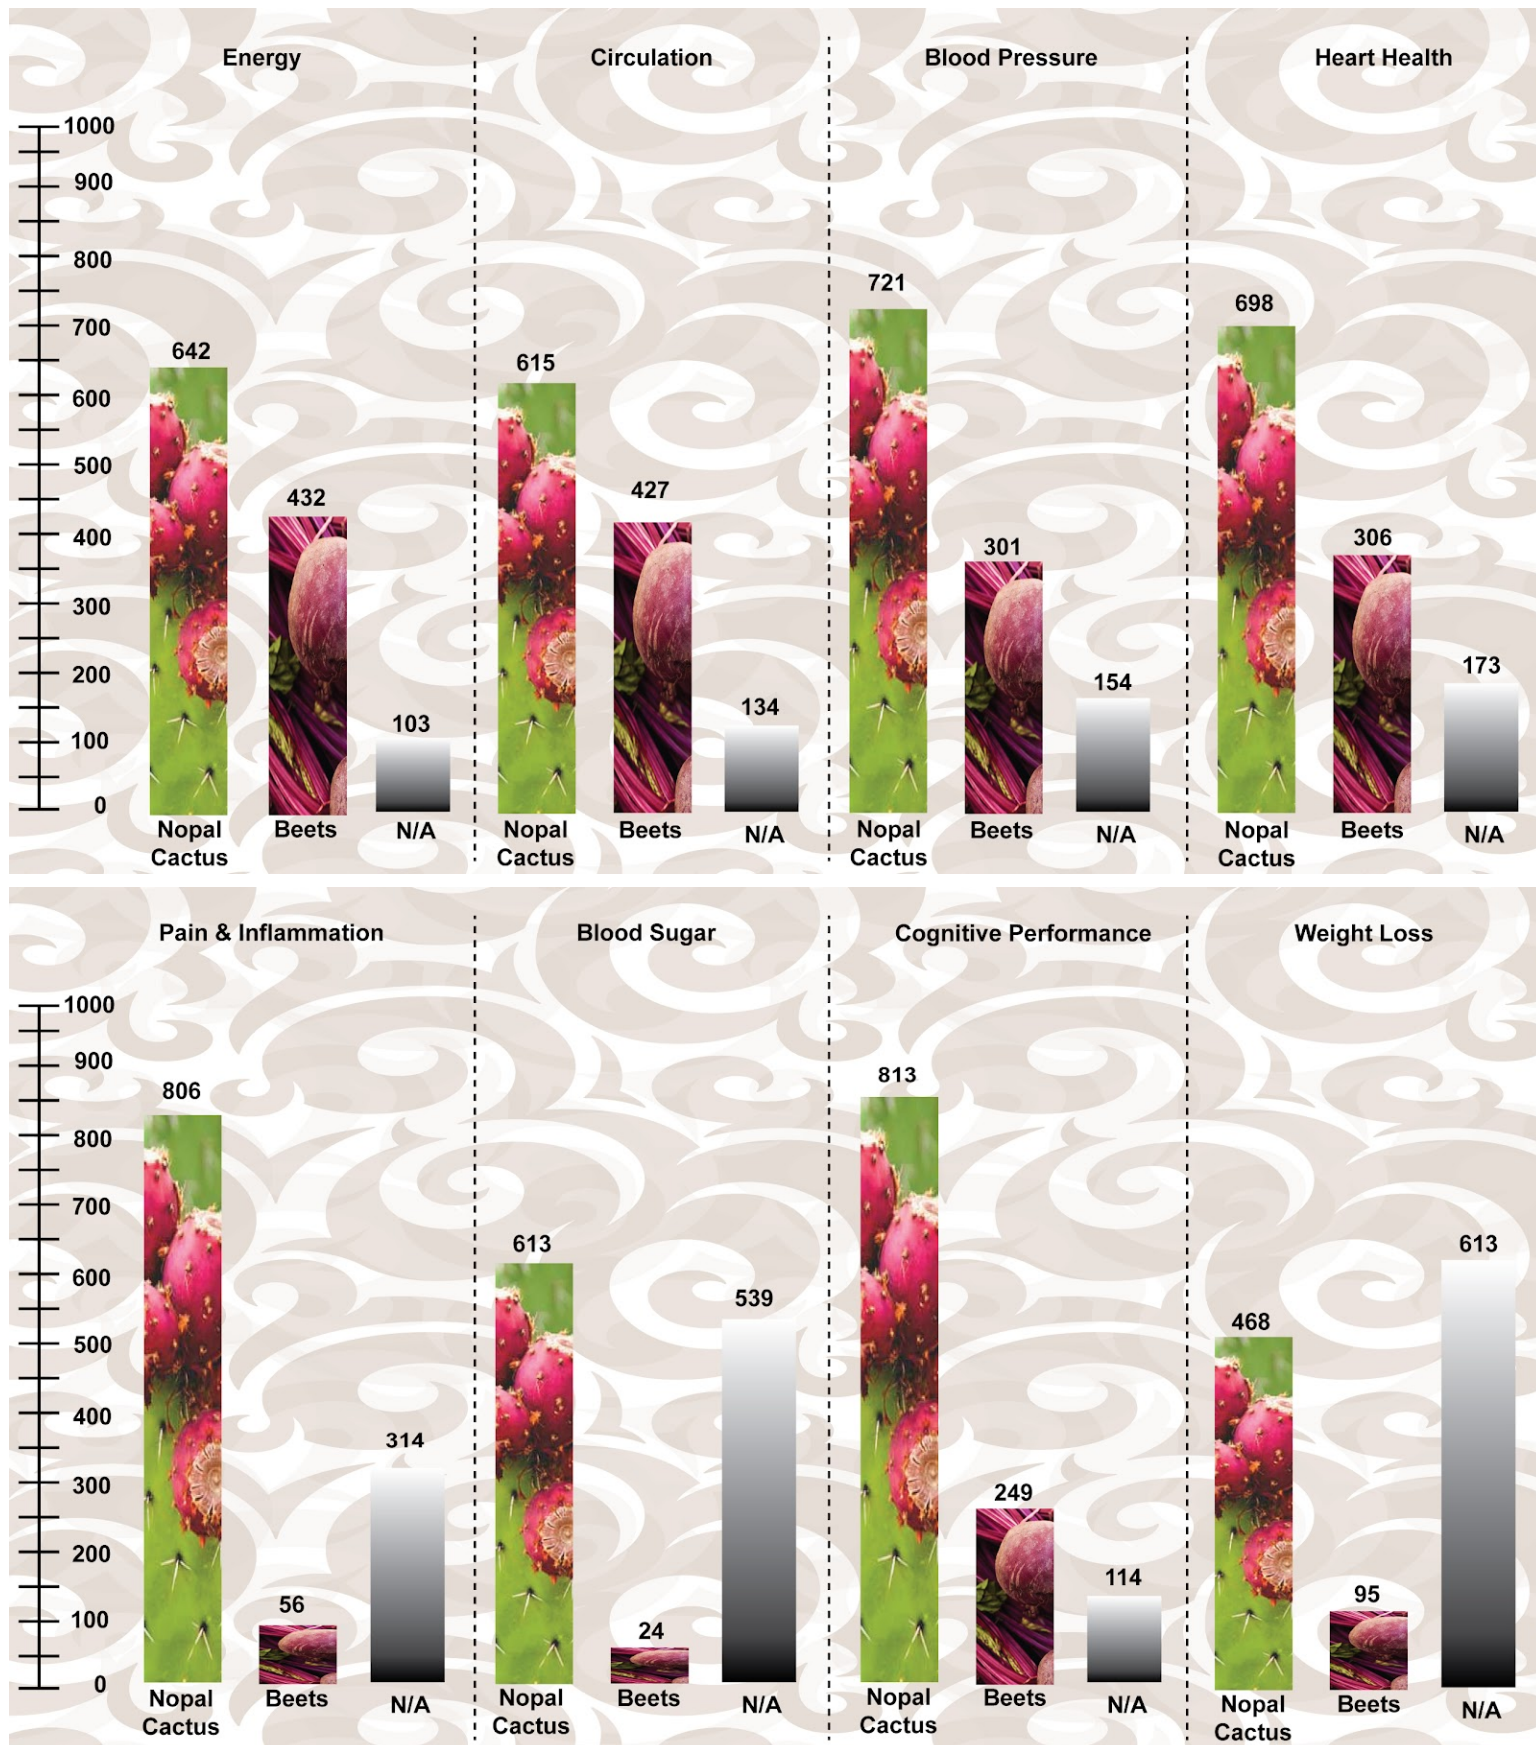 Energy
Circulation
Blood Pressure
Heart Health
1000
900
800
700
600
500
400
300
200
100
0
642
432
103
615
427
134
721
301
154
698
306
173
Nopal
Cactus
Beets
N/A
Nopal
Cactus
Beets
N/A
Nopal
Cactus
Beets
N/A
Nopal
Cactus
Beets
N/A
Pain & Inflammation
Blood Sugar
Cognitive Performance
Weight Loss
1000
900
800
700
600
500
400
300
200
100
0
806
56
314
613
24
539
813
249
114
468
95
613
Nopal
Cactus
Beets
N/A
Nopal
Cactus
Beets
N/A
Nopal
Cactus
Beets
N/A
Nopal
Cactus
Beets
N/A